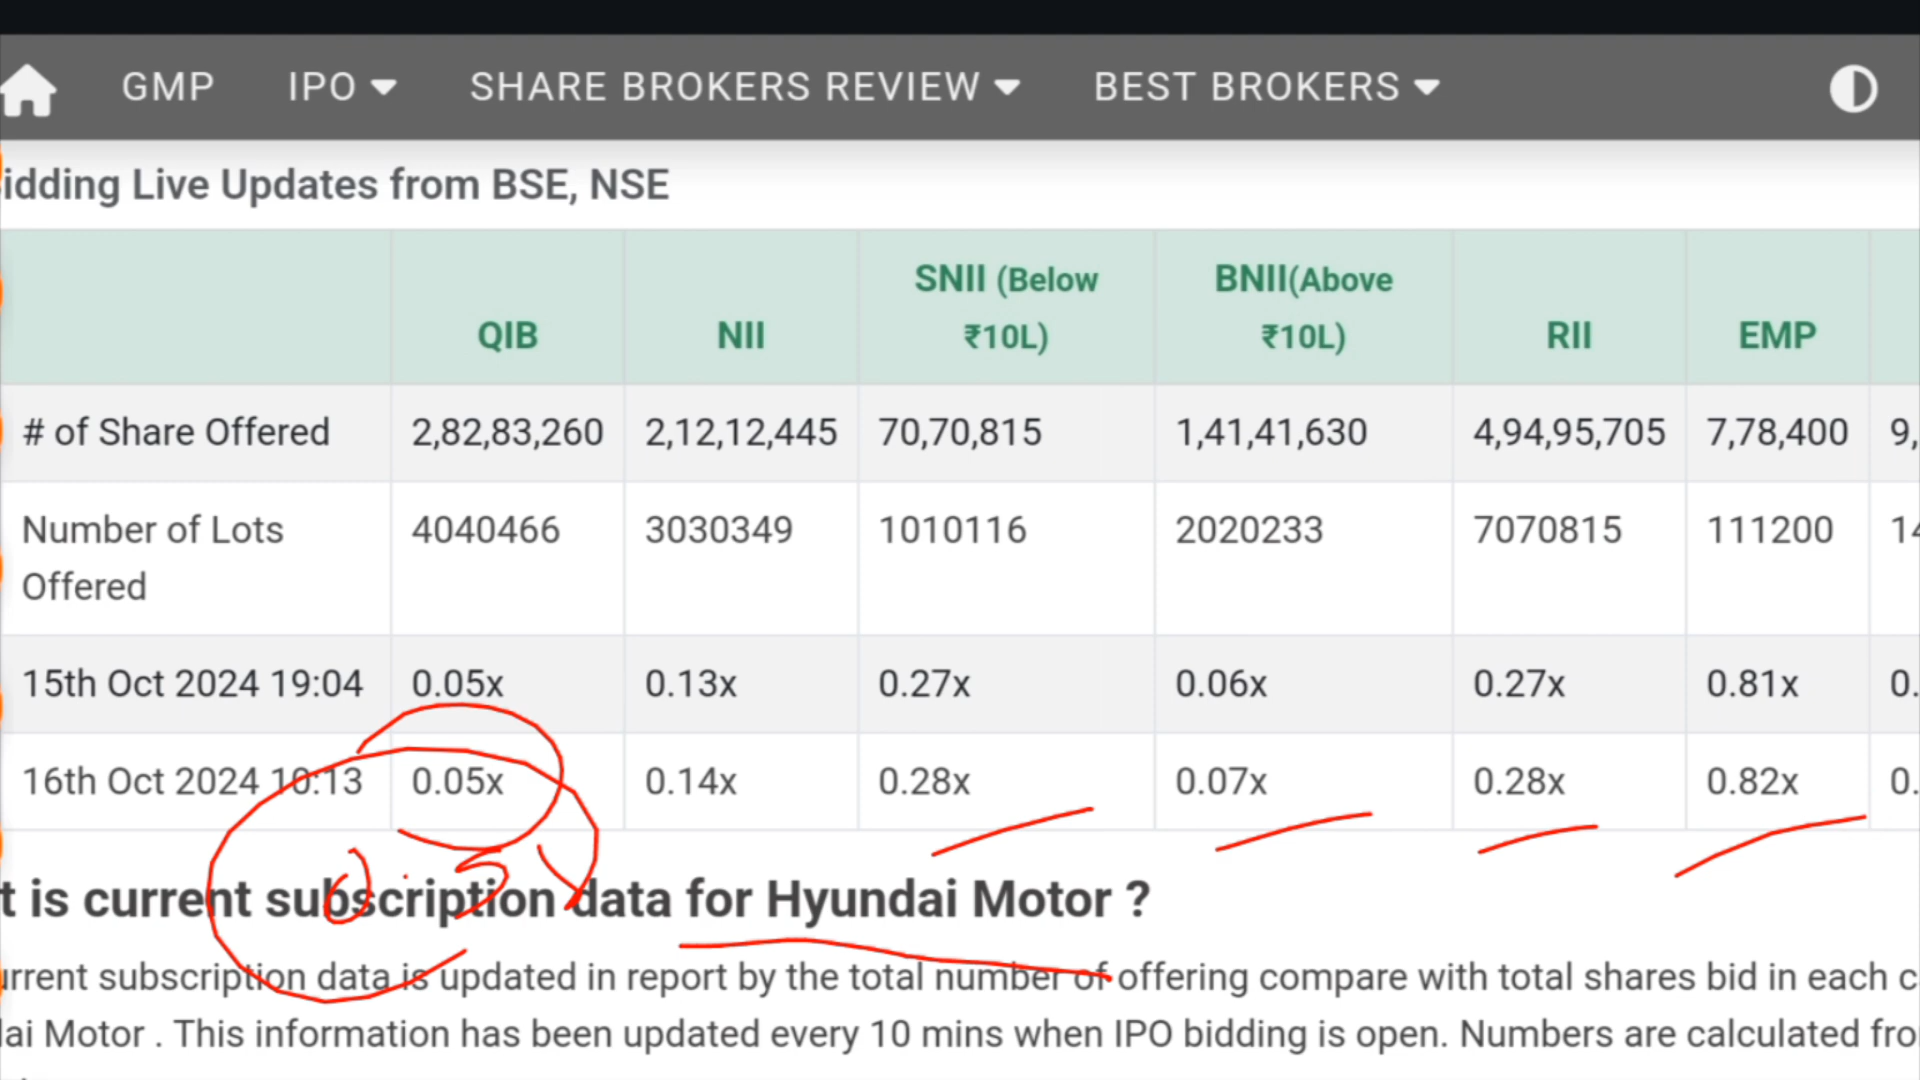 GMP IPO SHARE BROKERS REVIEW BEST BROKERS
idding Live Updates from BSE, NSE
QIB NII SNII (Below ₹10L) BNII(Above ₹10L) RII EMP
# of Share Offered 2,82,83,260 2,12,12,445 70,70,815 1,41,41,630 4,94,95,705 7,78,400 9,
Number of Lots Offered 4040466 3030349 1010116 2020233 7070815 111200 14
15th Oct 2024 19:04 0.05x 0.13x 0.27x 0.06x 0.27x 0.81x 0.
16th Oct 2024 10:13 0.05x 0.14x 0.28x 0.07x 0.28x 0.82x 0.
t is current subscription data for Hyundai Motor ?
urrent subscription data is updated in report by the total number of offering compare with total shares bid in each c
dai Motor . This information has been updated every 10 mins when IPO bidding is open. Numbers are calculated fro